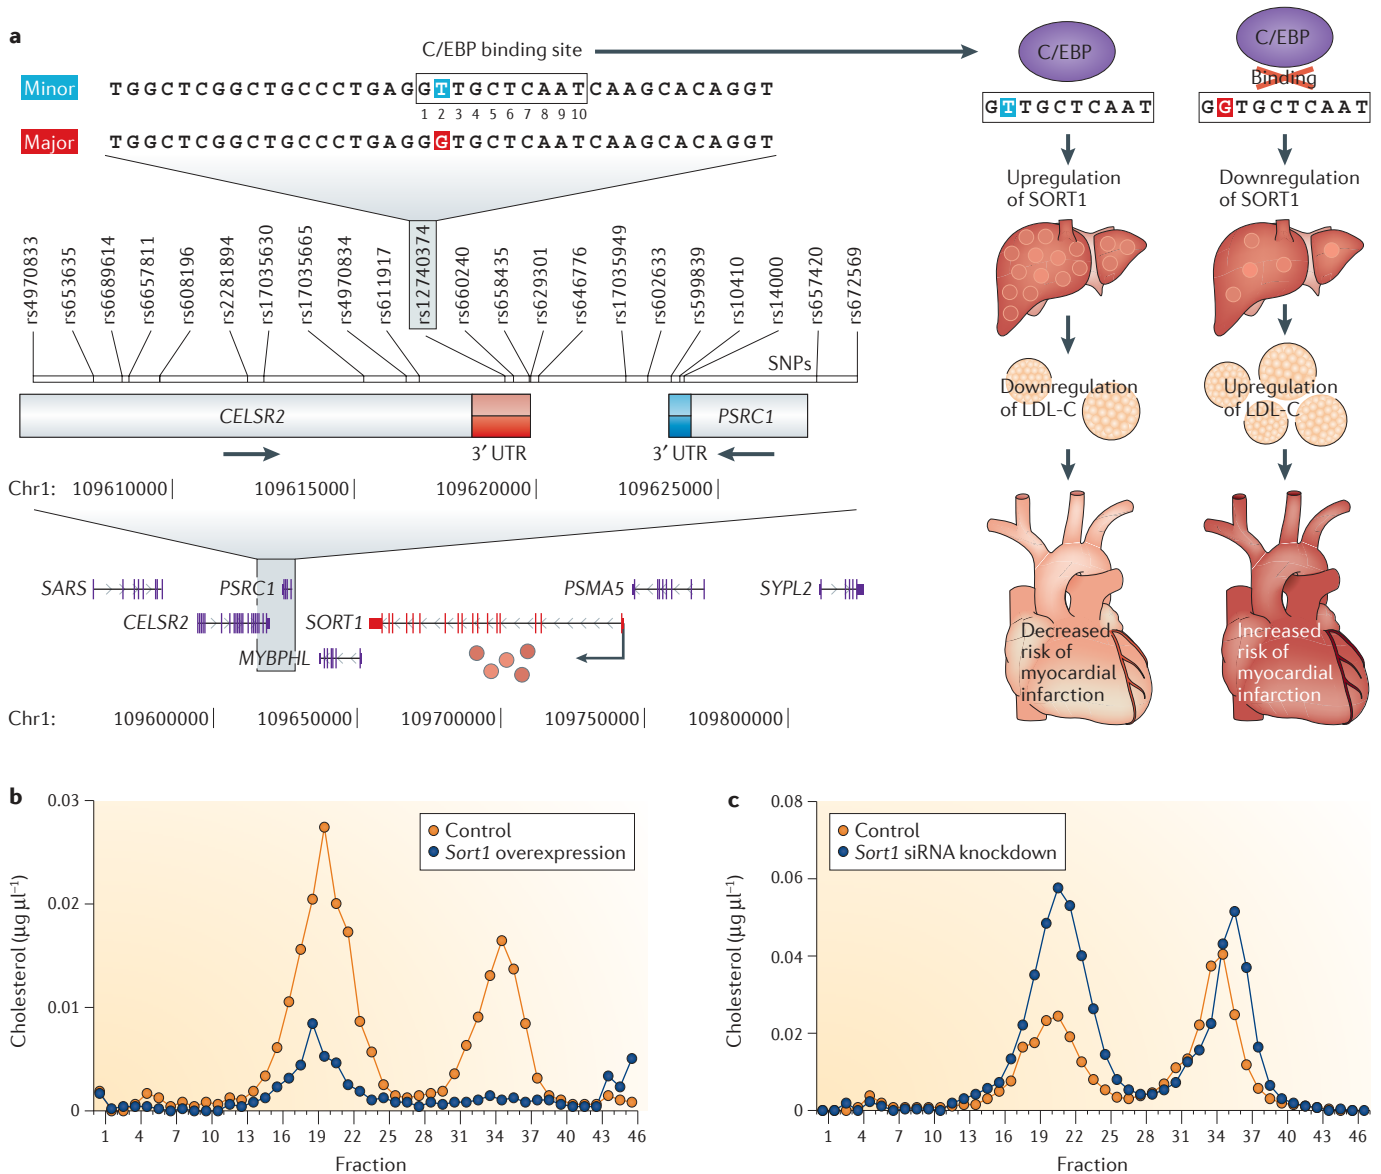 a
C/EBP binding site
Minor
TGGCTCGGCTGCCCTGAGGTTGCTCAATCAAGCACAGGT
1 2 3 4 5 6 7 8 9 10
Major
TGGCTCGGCTGCCCTGAGGGTGCTCAATCAAGCACAGGT
rs4970833
rs653635
rs6689614
rs6657811
rs608196
rs2281894
rs17035630
rs17035665
rs4970834
rs611917
rs12740374
rs660240
rs658435
rs629301
rs646776
rs17035949
rs602633
rs599839
rs10410
rs14000
rs657420
rs672569
SNPs
CELSR2
PSRC1
3′ UTR
3′ UTR
Chr1: 109610000 109615000 109620000 109625000
SARS
PSRC1
PSMA5
SYPL2
CELSR2
SORT1
MYBPHL
Chr1: 109600000 109650000 109700000 109750000 109800000
C/EBP
GTTGCTCAAT
Upregulation
of SORT1
Downregulation
of LDL-C
Decreased
risk of
myocardial
infarction
C/EBP
Binding
GGTGCTCAAT
Downregulation
of SORT1
Upregulation
of LDL-C
Increased
risk of
myocardial
infarction
b
Cholesterol (μg μl⁻¹)
0.03
0.02
0.01
0
Control
Sort1 overexpression
1 4 7 10 13 16 19 22 25 28 31 34 37 40 43 46
Fraction
c
Cholesterol (μg μl⁻¹)
0.08
0.06
0.04
0.02
0
Control
Sort1 siRNA knockdown
1 4 7 10 13 16 19 22 25 28 31 34 37 40 43 46
Fraction